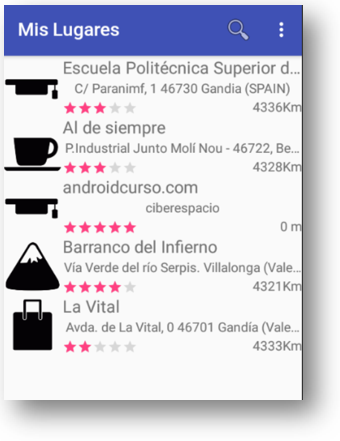 Mis Lugares
Escuela Politécnica Superior d...
C/ Paranimf, 1 46730 Gandia (SPAIN)
4336Km
Al de siempre
P.Industrial Junto Molí Nou - 46722, Be...
4328Km
androidcurso.com
ciberespacio
0 m
Barranco del Infierno
Vía Verde del río Serpis. Villalonga (Vale...
4321Km
La Vital
Avda. de La Vital, 0 46701 Gandía (Vale...
4333Km